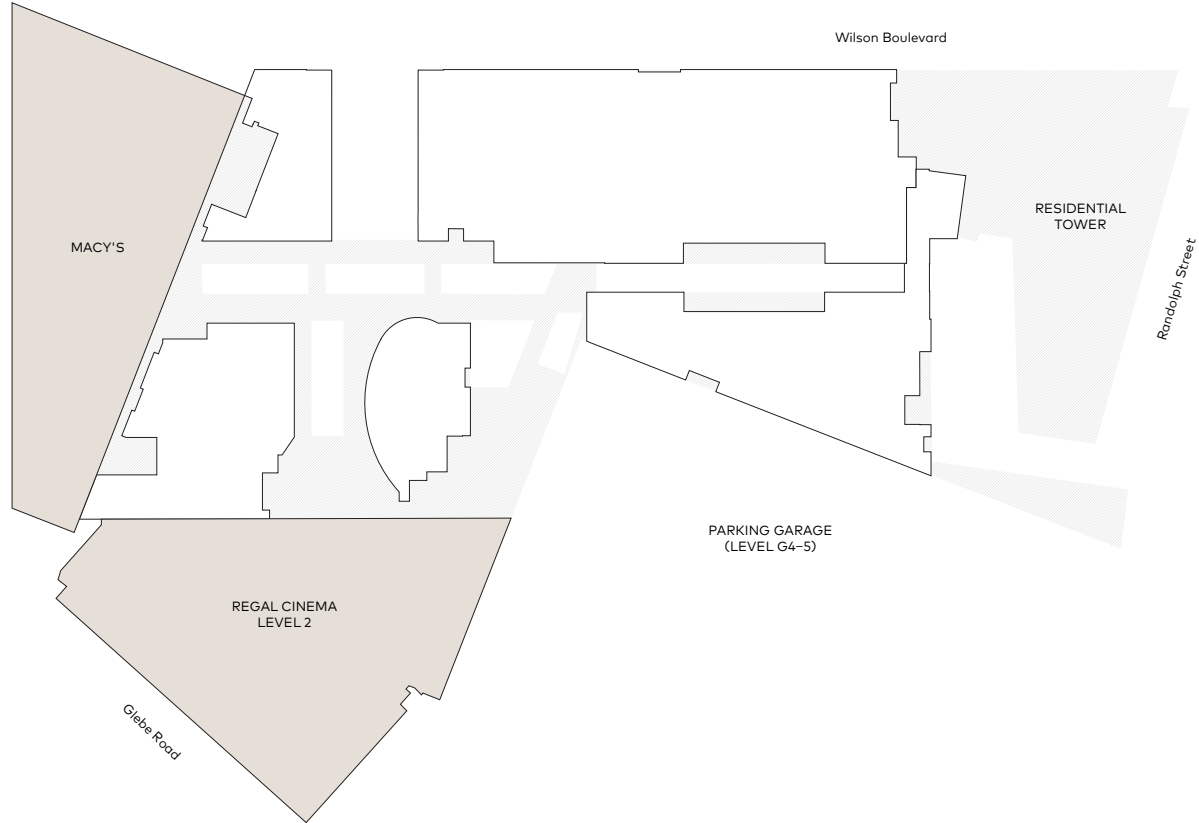 Wilson Boulevard
RESIDENTIAL
TOWER
MACY'S
Randolph Street
PARKING GARAGE
(LEVEL G4–5)
REGAL CINEMA
LEVEL 2
Glebe Road